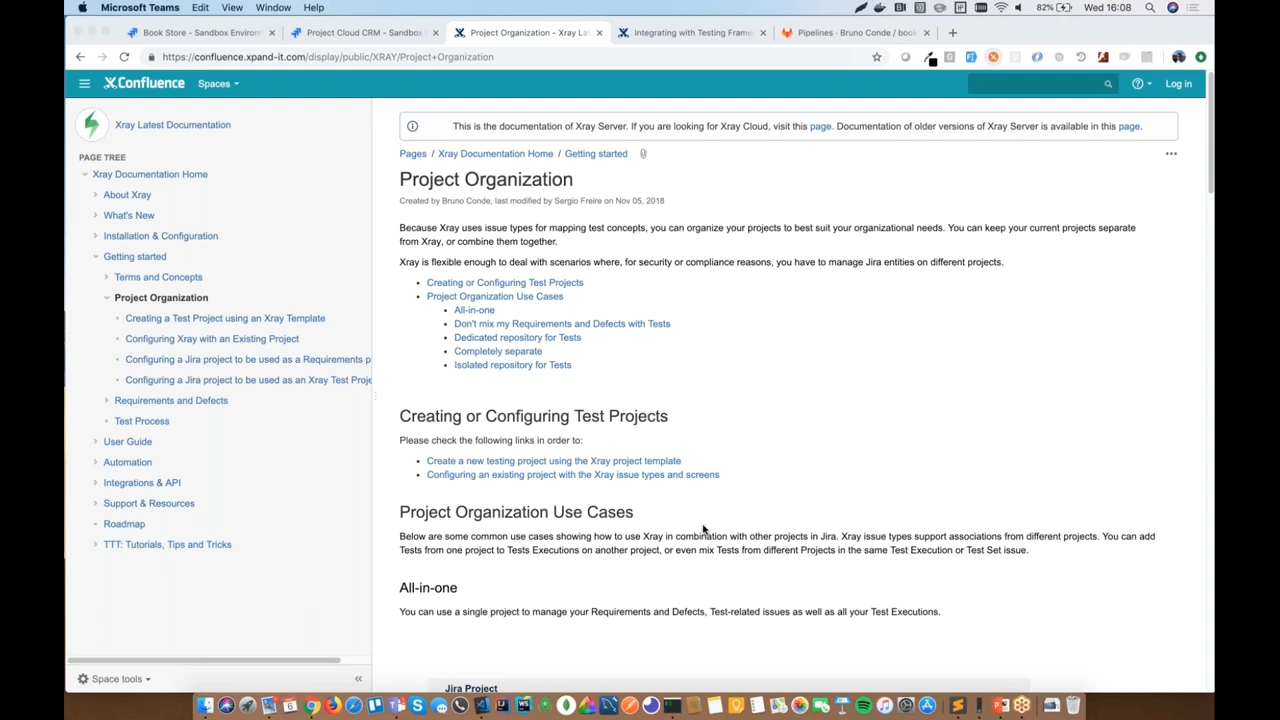 Microsoft Teams Edit View Window Help 82% Wed 16:08
Book Store - Sandbox Environ Project Cloud CRM - Sandbox Project Organization - Xray La Integrating with Testing Frame Pipelines · Bruno Conde / book
https://confluence.xpand-it.com/display/public/XRAY/Project+Organization
Confluence Spaces Log in
Xray Latest Documentation
PAGE TREE
Xray Documentation Home
About Xray
What's New
Installation & Configuration
Getting started
Terms and Concepts
Project Organization
Creating a Test Project using an Xray Template
Configuring Xray with an Existing Project
Configuring a Jira project to be used as a Requirements p
Configuring a Jira project to be used as an Xray Test Proje
Requirements and Defects
Test Process
User Guide
Automation
Integrations & API
Support & Resources
Roadmap
TTT: Tutorials, Tips and Tricks
Space tools
This is the documentation of Xray Server. If you are looking for Xray Cloud, visit this page. Documentation of older versions of Xray Server is available in this page.
Pages / Xray Documentation Home / Getting started
Project Organization
Created by Bruno Conde, last modified by Sergio Freire on Nov 05, 2018
Because Xray uses issue types for mapping test concepts, you can organize your projects to best suit your organizational needs. You can keep your current projects separate
from Xray, or combine them together.
Xray is flexible enough to deal with scenarios where, for security or compliance reasons, you have to manage Jira entities on different projects.
Creating or Configuring Test Projects
Project Organization Use Cases
All-in-one
Don't mix my Requirements and Defects with Tests
Dedicated repository for Tests
Completely separate
Isolated repository for Tests
Creating or Configuring Test Projects
Please check the following links in order to:
Create a new testing project using the Xray project template
Configuring an existing project with the Xray issue types and screens
Project Organization Use Cases
Below are some common use cases showing how to use Xray in combination with other projects in Jira. Xray issue types support associations from different projects. You can add
Tests from one project to Tests Executions on another project, or even mix Tests from different Projects in the same Test Execution or Test Set issue.
All-in-one
You can use a single project to manage your Requirements and Defects, Test-related issues as well as all your Test Executions.
Jira Project